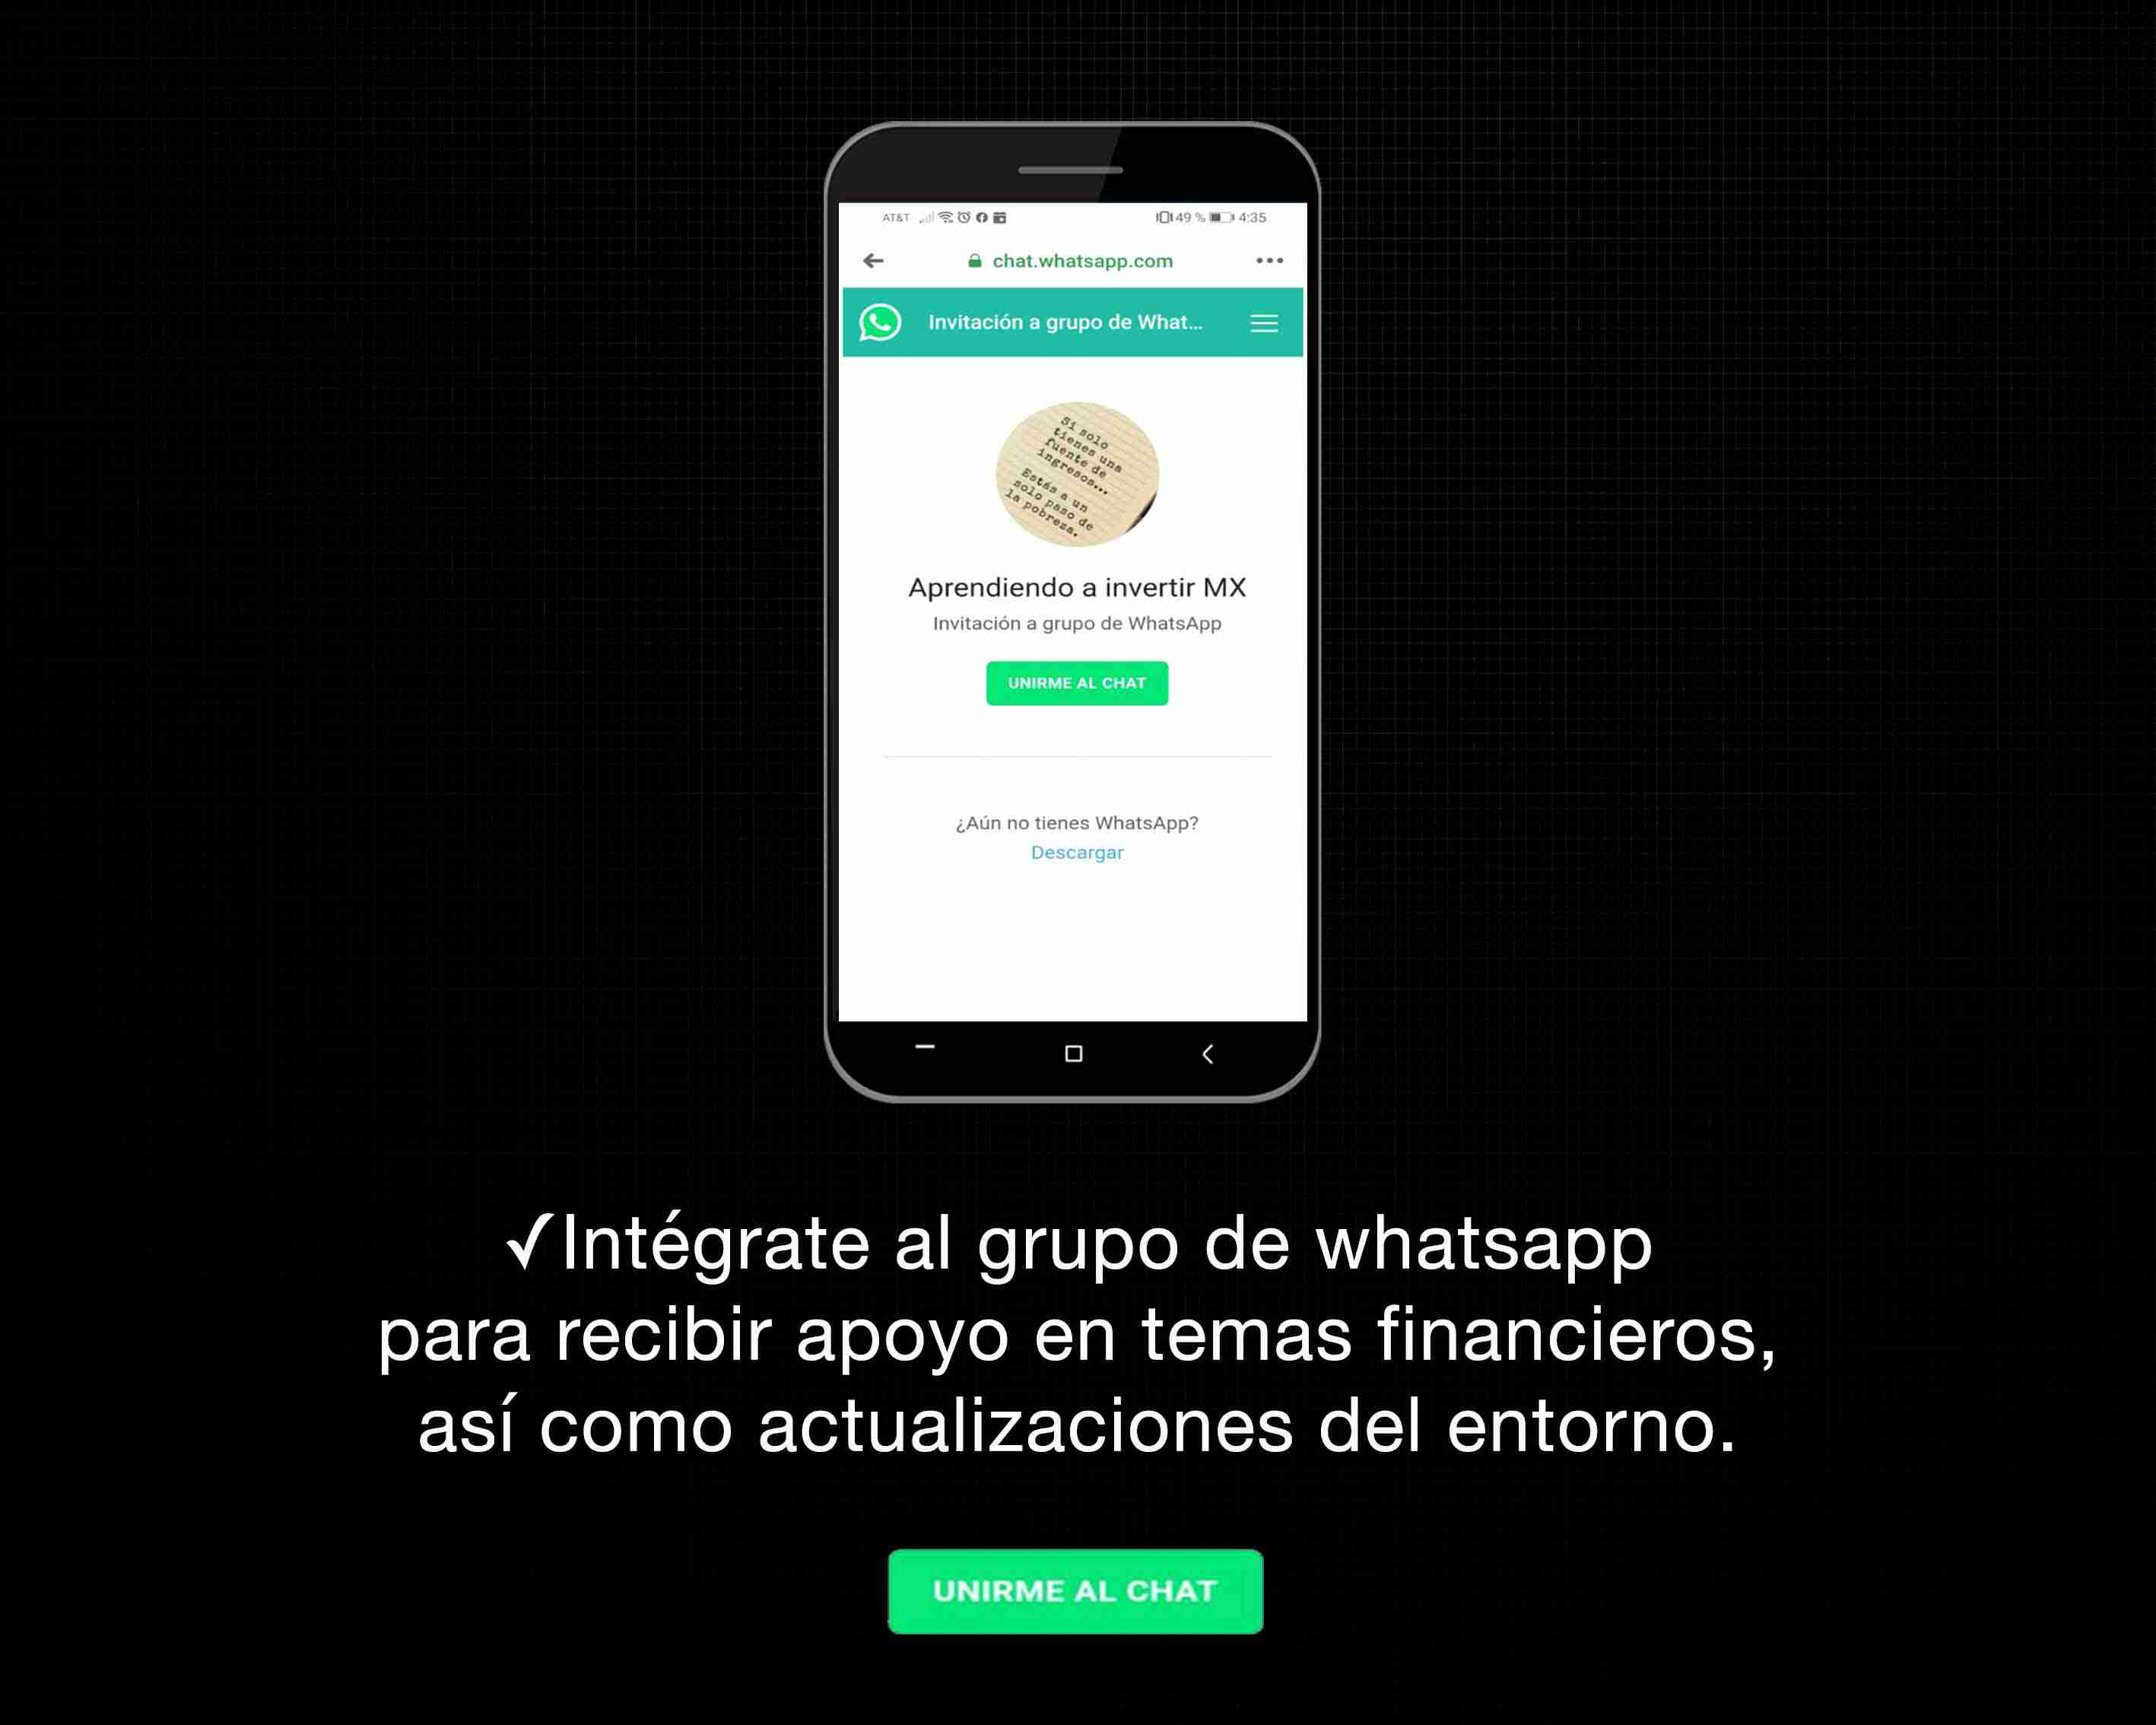 AT&T 49 % 4:35
chat.whatsapp.com
Invitación a grupo de What...
Si solo
tienes una
fuente de
ingresos...
Estás a un
solo paso de
la pobreza.
Aprendiendo a invertir MX
Invitación a grupo de WhatsApp
UNIRME AL CHAT
¿Aún no tienes WhatsApp?
Descargar
✓Intégrate al grupo de whatsapp
para recibir apoyo en temas financieros,
así como actualizaciones del entorno.
UNIRME AL CHAT